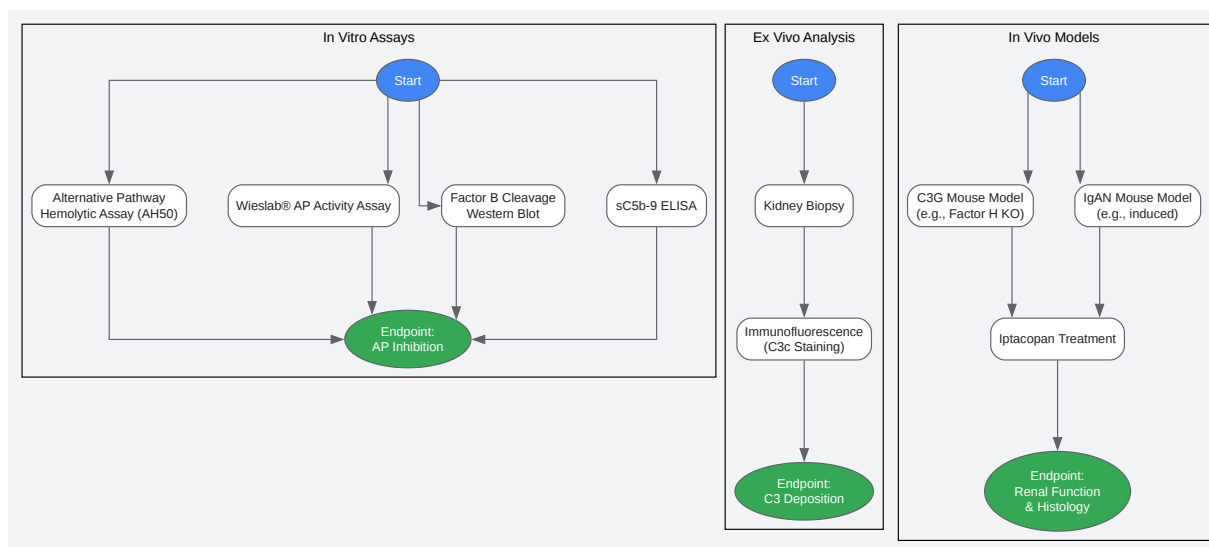 In Vitro Assays
Start
Alternative Pathway
Hemolytic Assay (AH50)
Wieslab® AP Activity Assay
Factor B Cleavage
Western Blot
sC5b-9 ELISA
Endpoint:
AP Inhibition
Ex Vivo Analysis
Start
Kidney Biopsy
Immunofluorescence
(C3c Staining)
Endpoint:
C3 Deposition
In Vivo Models
Start
C3G Mouse Model
(e.g., Factor H KO)
IgAN Mouse Model
(e.g., induced)
Iptacopan Treatment
Endpoint:
Renal Function
& Histology